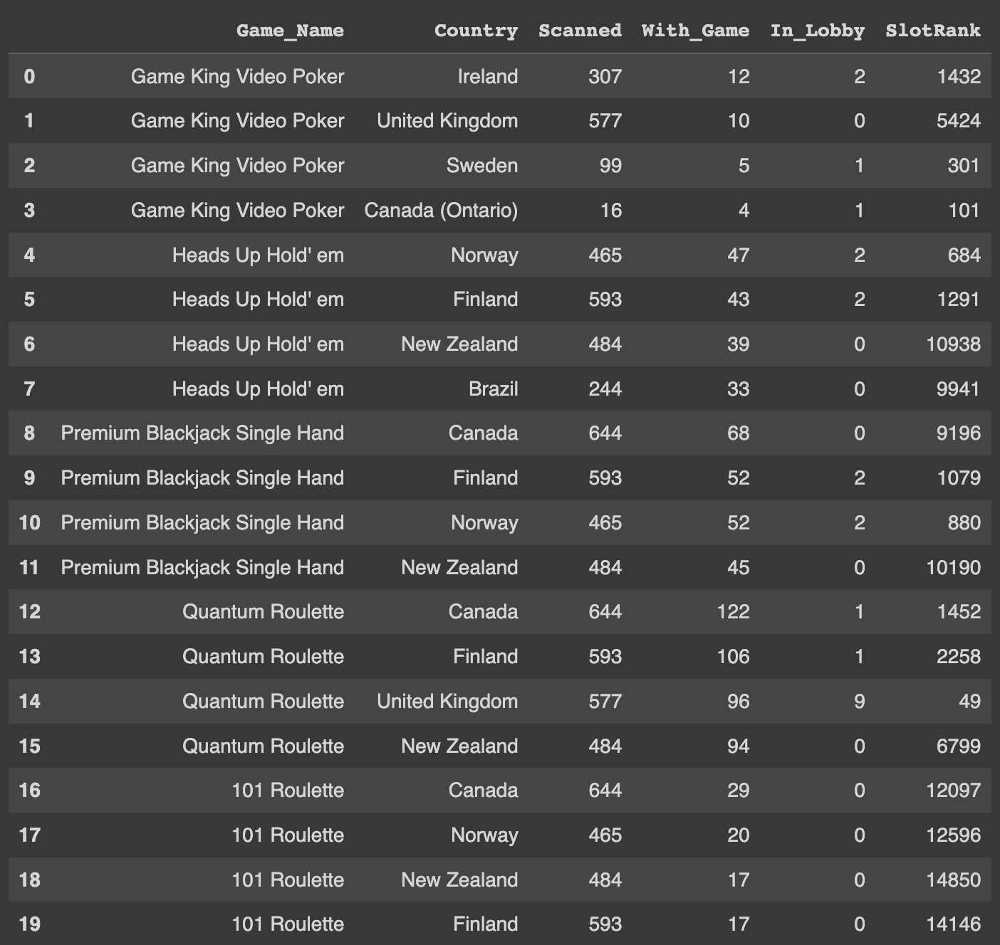 Game_Name Country Scanned With_Game In_Lobby SlotRank
0 Game King Video Poker Ireland 307 12 2 1432
1 Game King Video Poker United Kingdom 577 10 0 5424
2 Game King Video Poker Sweden 99 5 1 301
3 Game King Video Poker Canada (Ontario) 16 4 1 101
4 Heads Up Hold' em Norway 465 47 2 684
5 Heads Up Hold' em Finland 593 43 2 1291
6 Heads Up Hold' em New Zealand 484 39 0 10938
7 Heads Up Hold' em Brazil 244 33 0 9941
8 Premium Blackjack Single Hand Canada 644 68 0 9196
9 Premium Blackjack Single Hand Finland 593 52 2 1079
10 Premium Blackjack Single Hand Norway 465 52 2 880
11 Premium Blackjack Single Hand New Zealand 484 45 0 10190
12 Quantum Roulette Canada 644 122 1 1452
13 Quantum Roulette Finland 593 106 1 2258
14 Quantum Roulette United Kingdom 577 96 9 49
15 Quantum Roulette New Zealand 484 94 0 6799
16 101 Roulette Canada 644 29 0 12097
17 101 Roulette Norway 465 20 0 12596
18 101 Roulette New Zealand 484 17 0 14850
19 101 Roulette Finland 593 17 0 14146